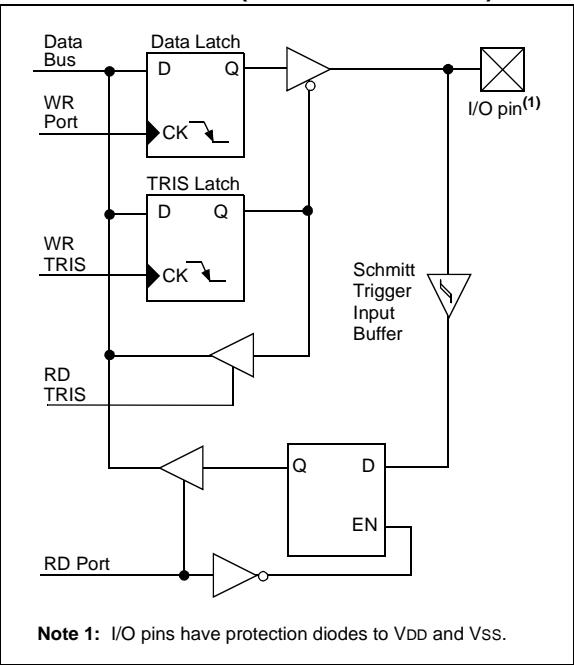 Data Bus
Data Latch
D
Q
WR Port
CK
I/O pin(1)
TRIS Latch
D
Q
WR TRIS
CK
Schmitt
Trigger
Input
Buffer
RD TRIS
Q
D
EN
RD Port
Note 1: I/O pins have protection diodes to VDD and VSS.